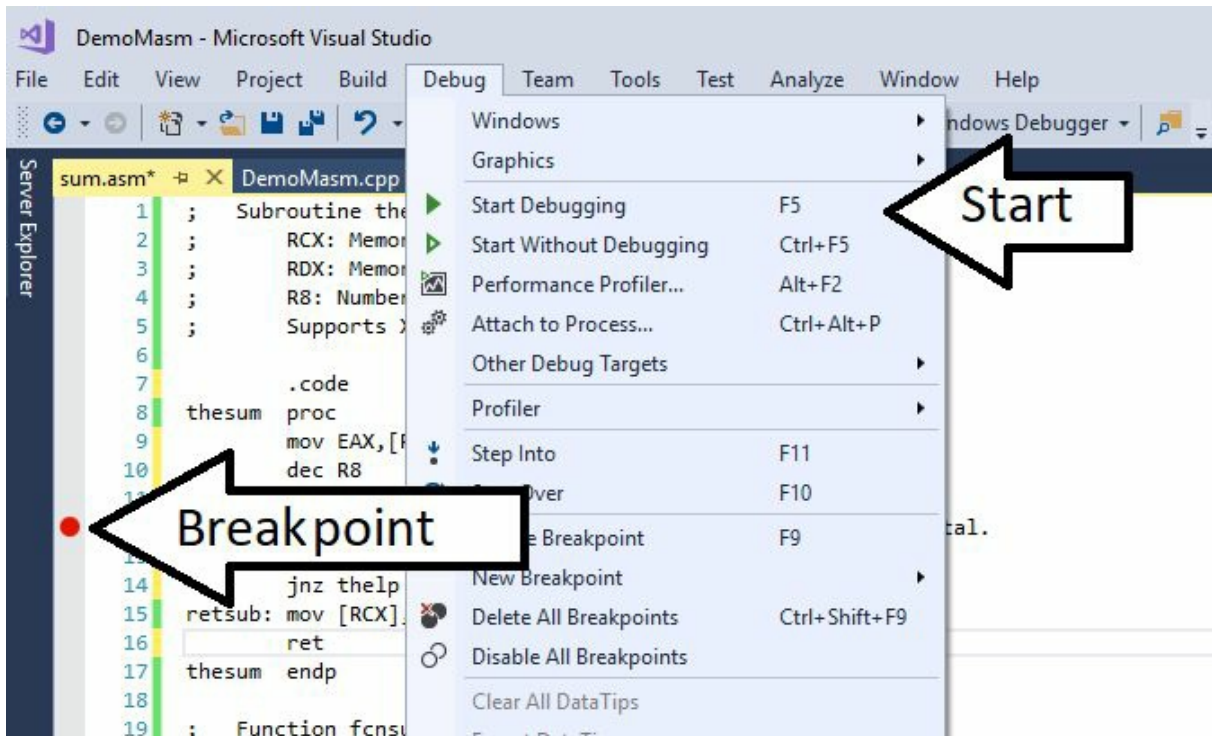 DemoMasm - Microsoft Visual Studio
File Edit View Project Build Debug Team Tools Test Analyze Window Help
ndows Debugger
Server Explorer
sum.asm* DemoMasm.cpp
Windows
Graphics
Start Debugging F5
Start Without Debugging Ctrl+F5
Performance Profiler... Alt+F2
Attach to Process... Ctrl+Alt+P
Other Debug Targets
Profiler
Step Into F11
Over F10
Breakpoint F9
New Breakpoint
Delete All Breakpoints Ctrl+Shift+F9
Disable All Breakpoints
Clear All DataTips
Start
Breakpoint
1 ; Subroutine the
2 ; RCX: Memor
3 ; RDX: Memor
4 ; R8: Number
5 ; Supports
6
7 .code
8 thesum proc
9 mov EAX,[
10 dec R8
tal.
14 jnz thelp
15 retsub: mov [RCX],
16 ret
17 thesum endp
18
19 ; Function fcnsu